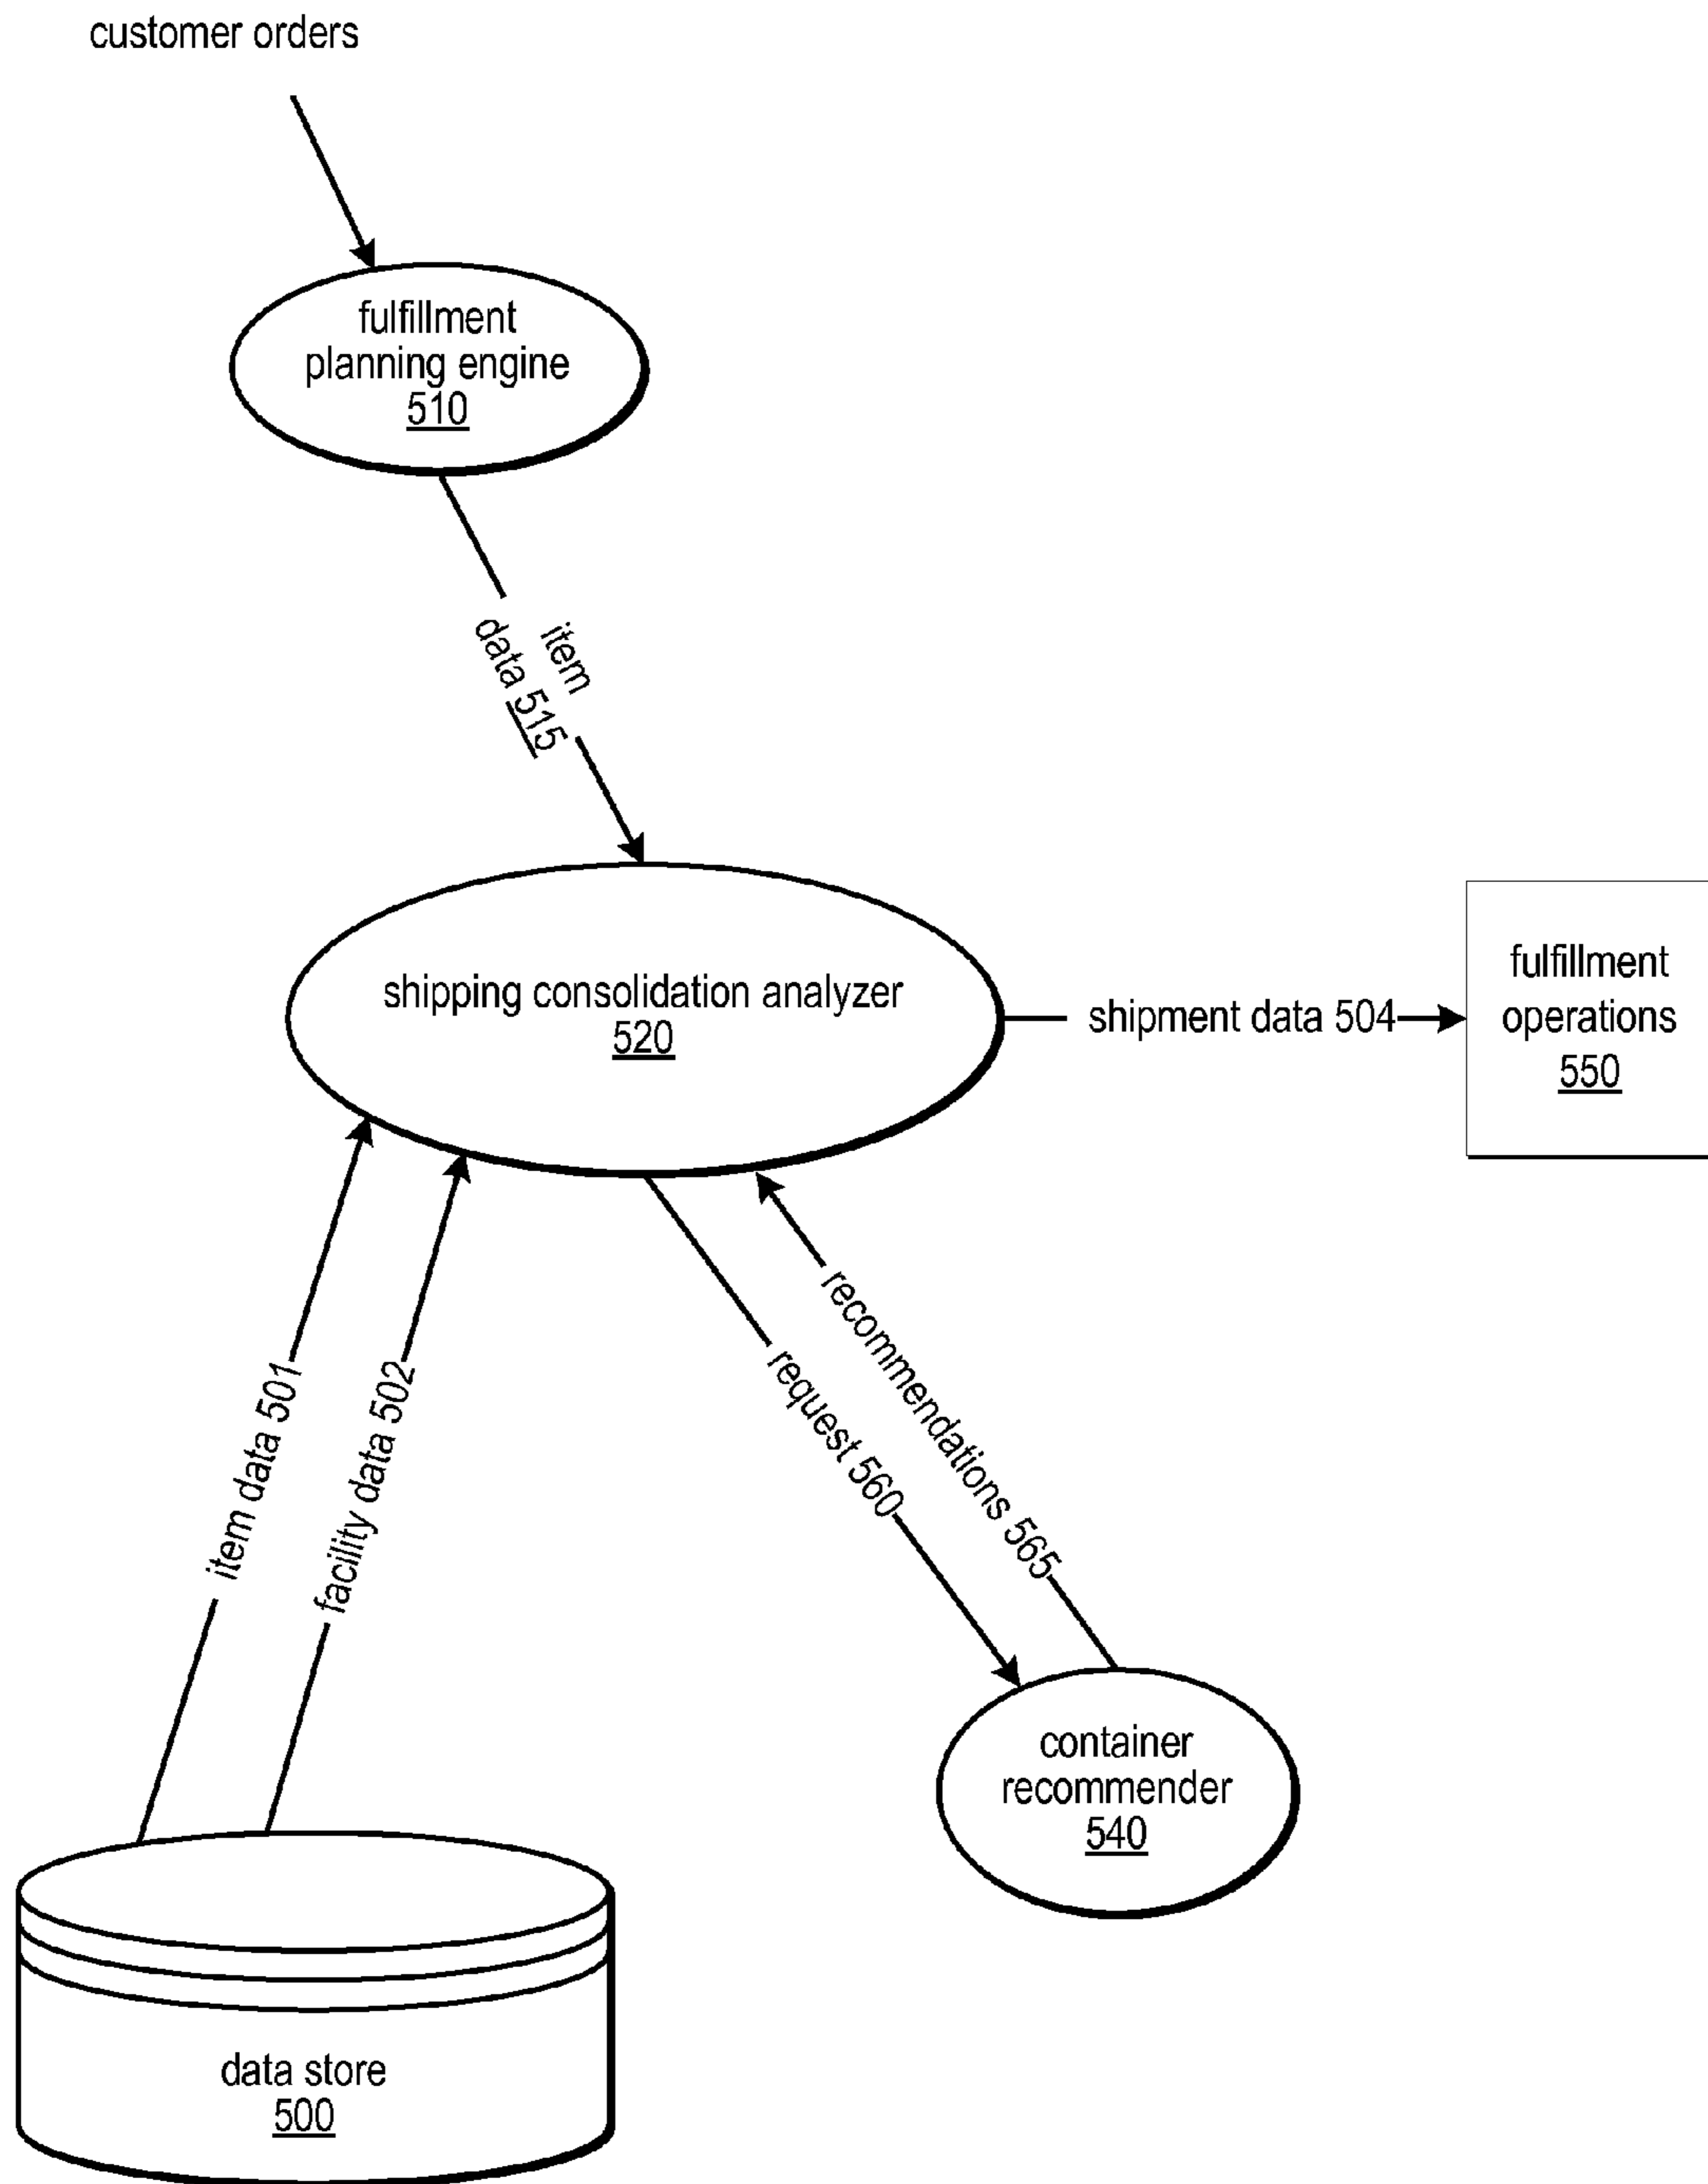 customer orders
fulfillment
planning engine
510
item
data 515
shipping consolidation analyzer
520
shipment data 504
fulfillment
operations
550
item data 501
facility data 502
request 560
recommendations 565
container
recommender
540
data store
500